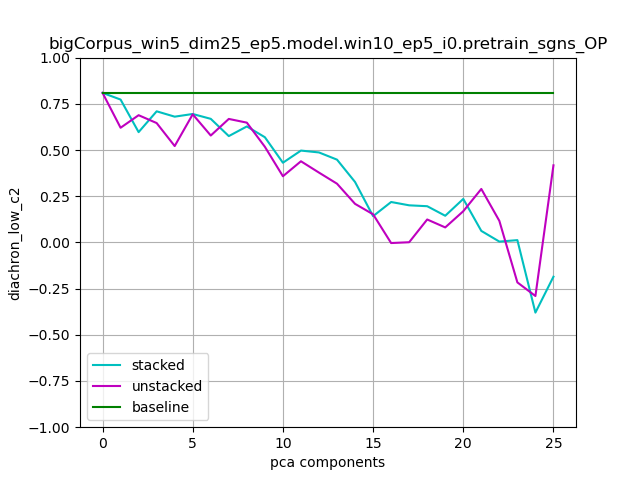 bigCorpus_win5_dim25_ep5.model.win10_ep5_i0.pretrain_sgns_OP
1.00
0.75
0.50
0.25
0.00
−0.25
−0.50
−0.75
−1.00
diachron_low_c2
stacked
unstacked
baseline
0 5 10 15 20 25
pca components